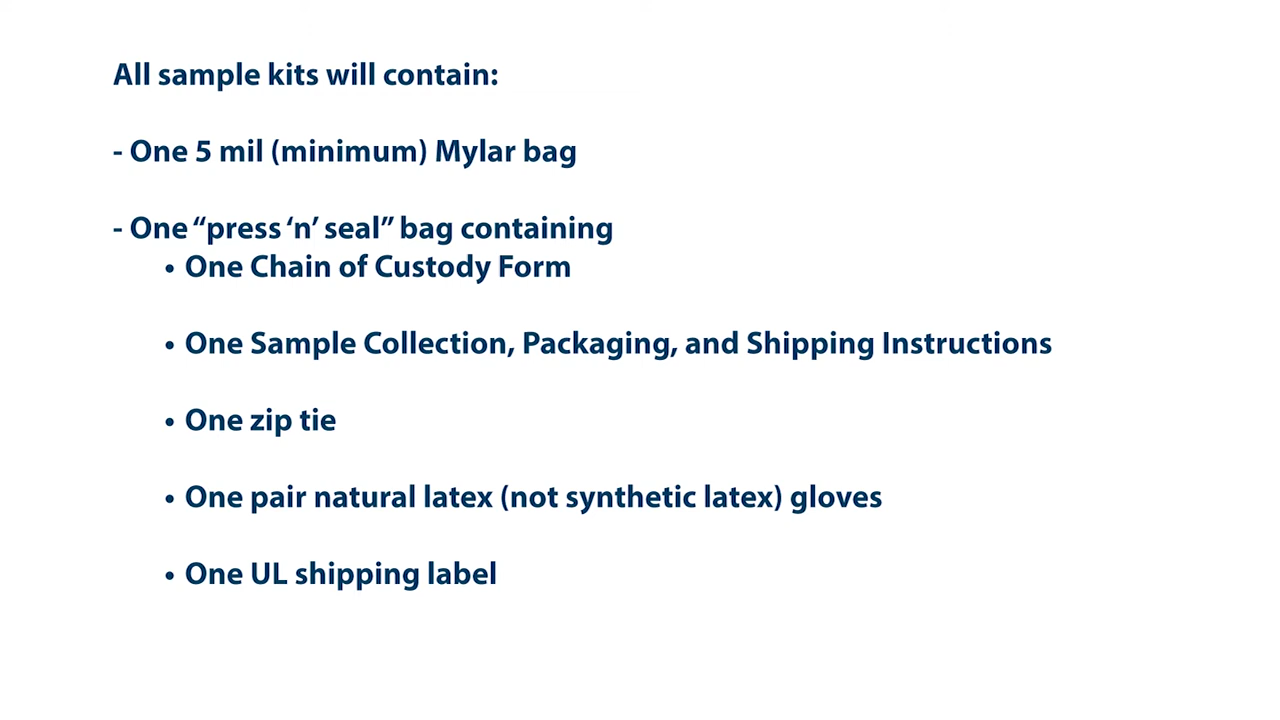 All sample kits will contain:
- One 5 mil (minimum) Mylar bag
- One “press ‘n’ seal” bag containing
• One Chain of Custody Form
• One Sample Collection, Packaging, and Shipping Instructions
• One zip tie
• One pair natural latex (not synthetic latex) gloves
• One UL shipping label